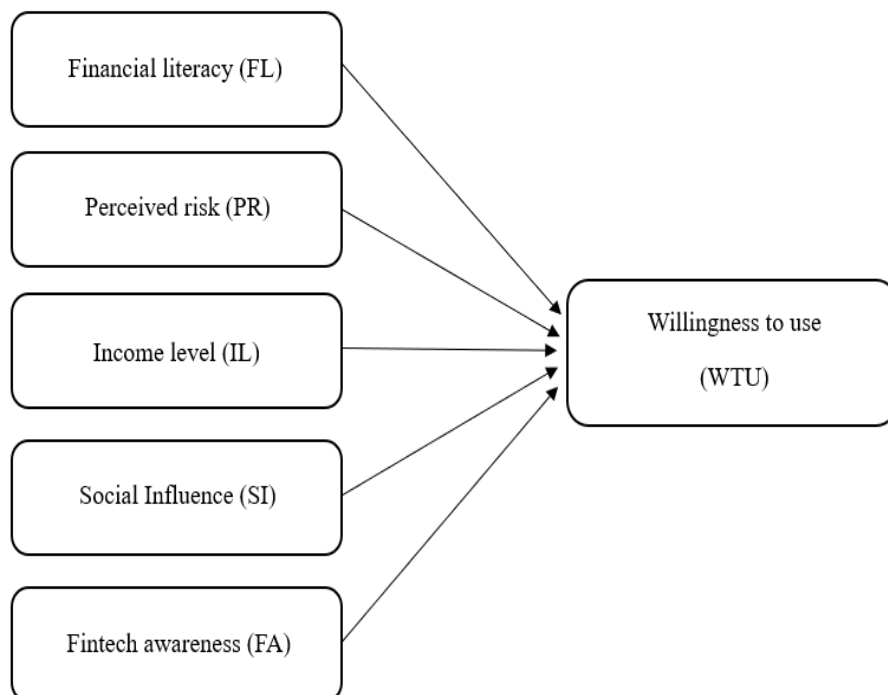 Financial literacy (FL)
Perceived risk (PR)
Income level (IL)
Social Influence (SI)
Fintech awareness (FA)
Willingness to use
(WTU)